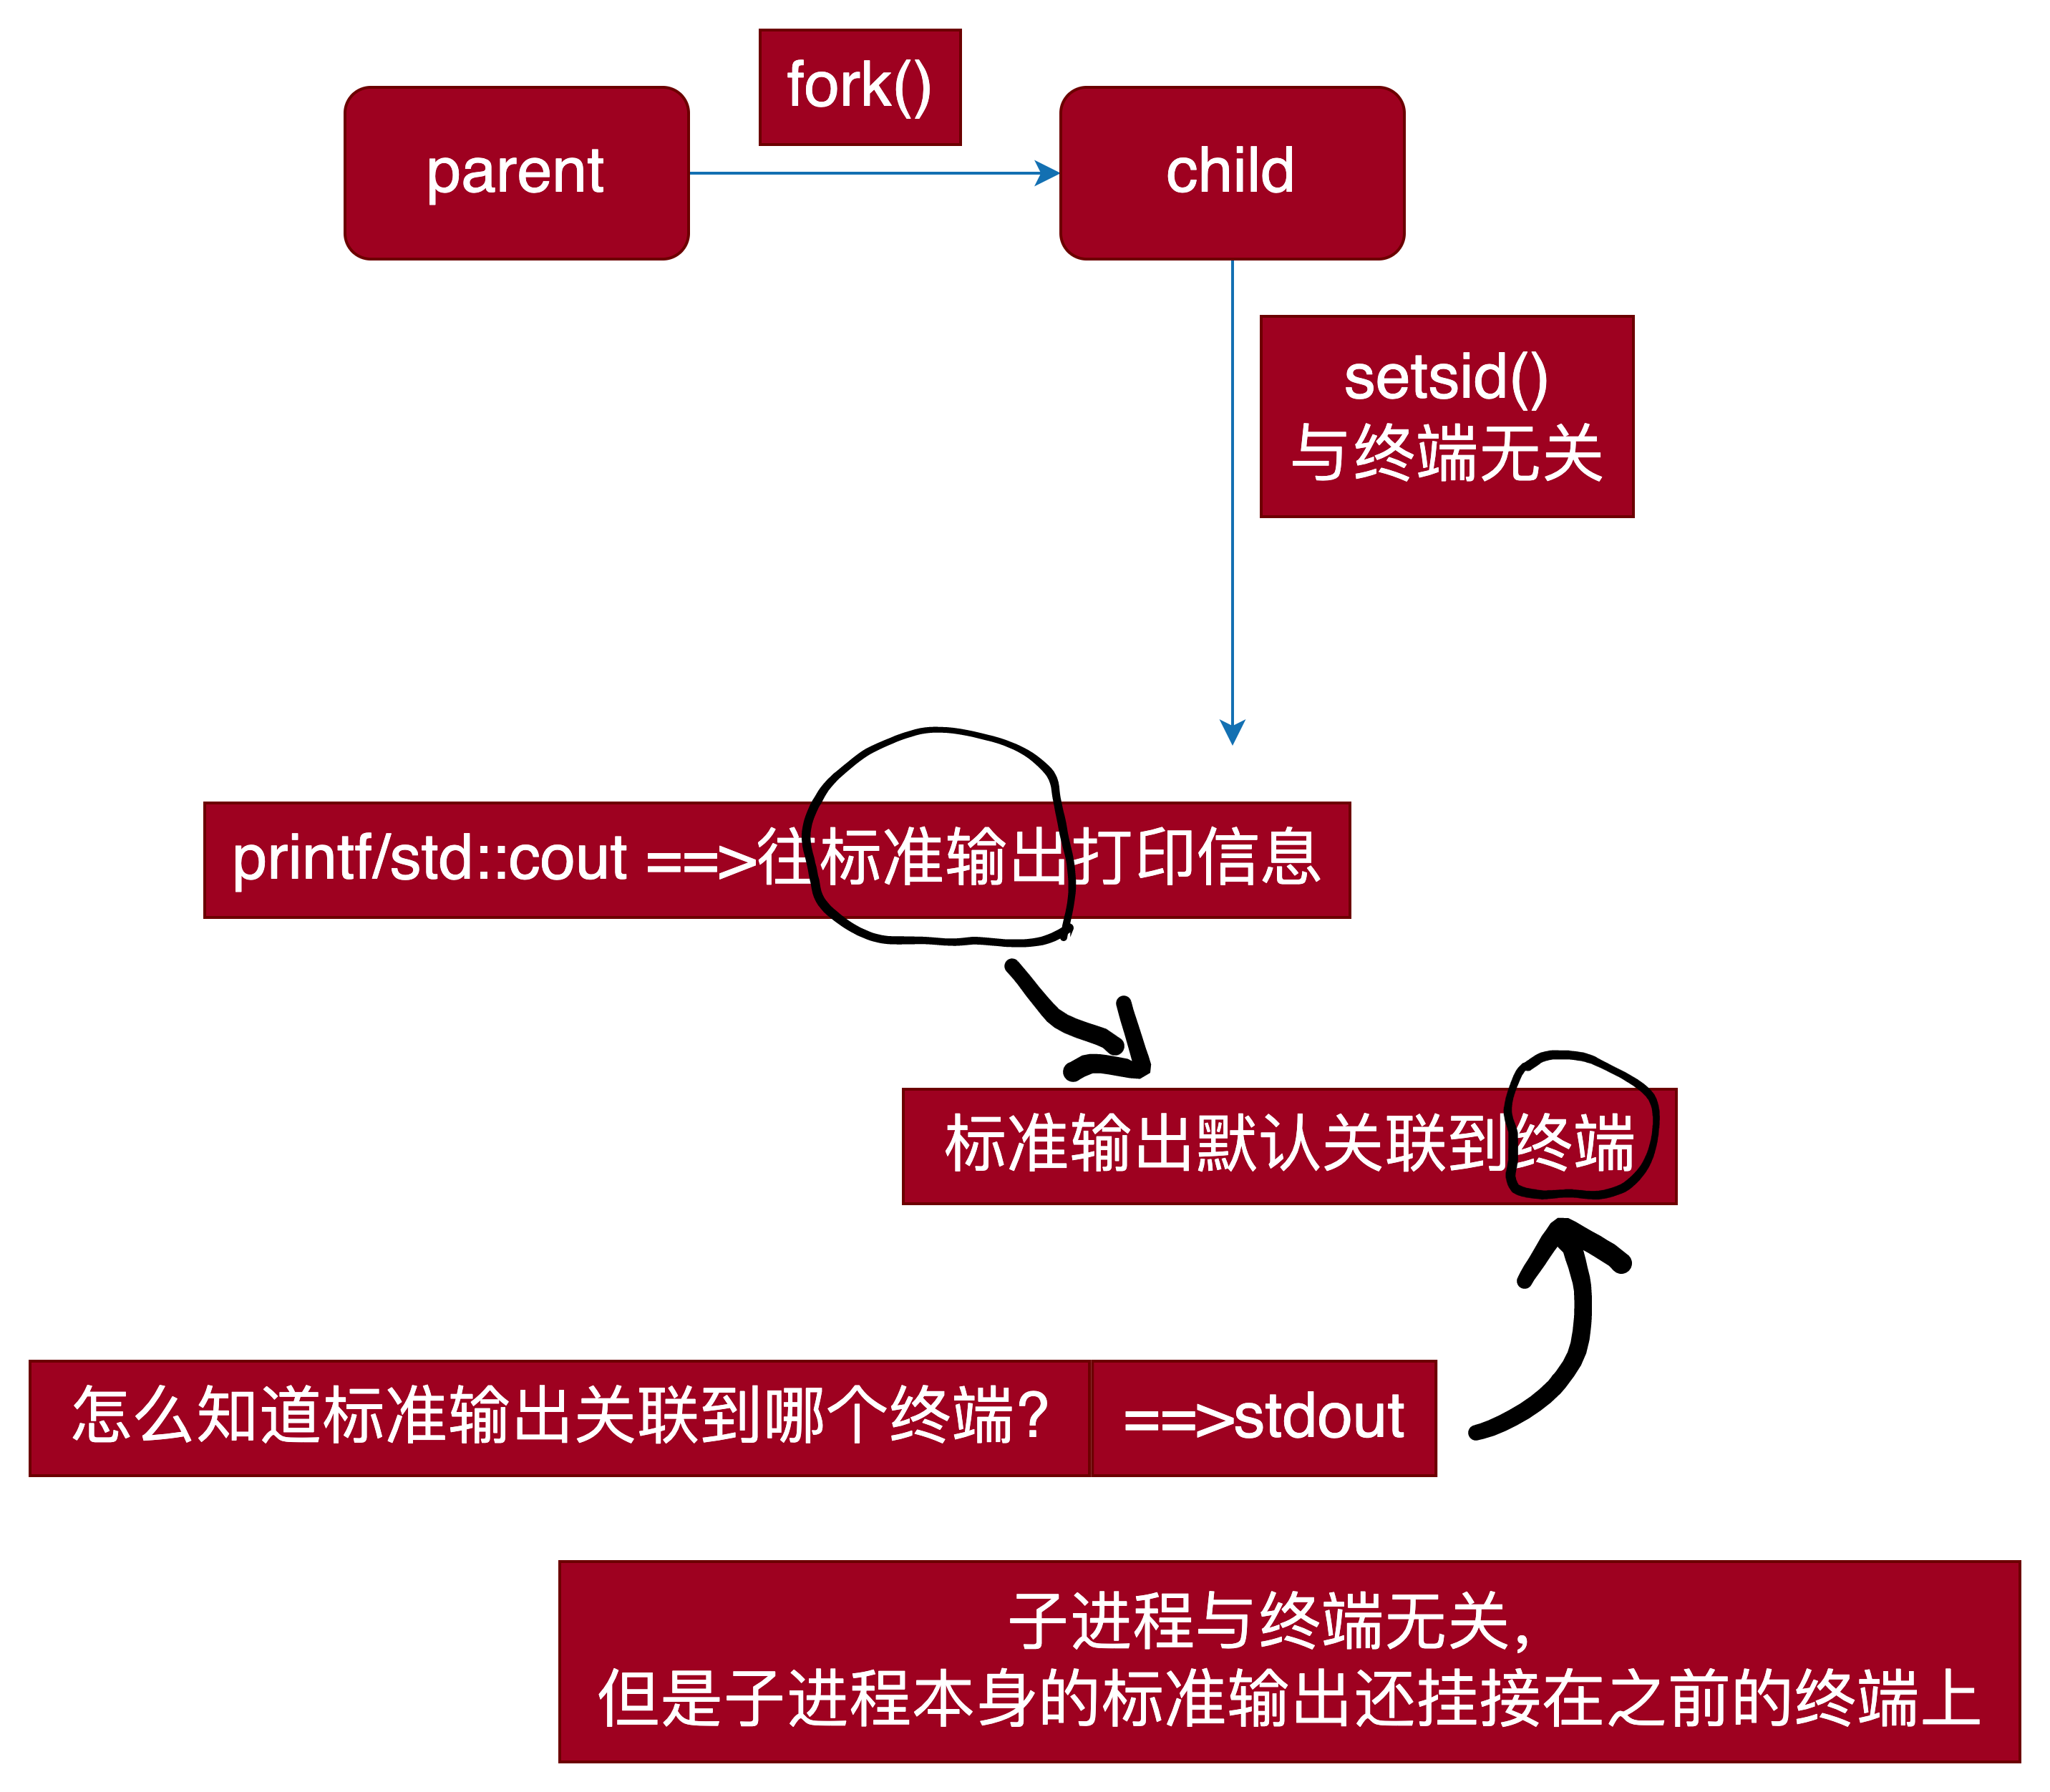 fork()
parent
child
setsid()
与终端无关
printf/std::cout ==>往标准输出打印信息
标准输出默认关联到终端
怎么知道标准输出关联到哪个终端？
==>stdout
子进程与终端无关，
但是子进程本身的标准输出还挂接在之前的终端上